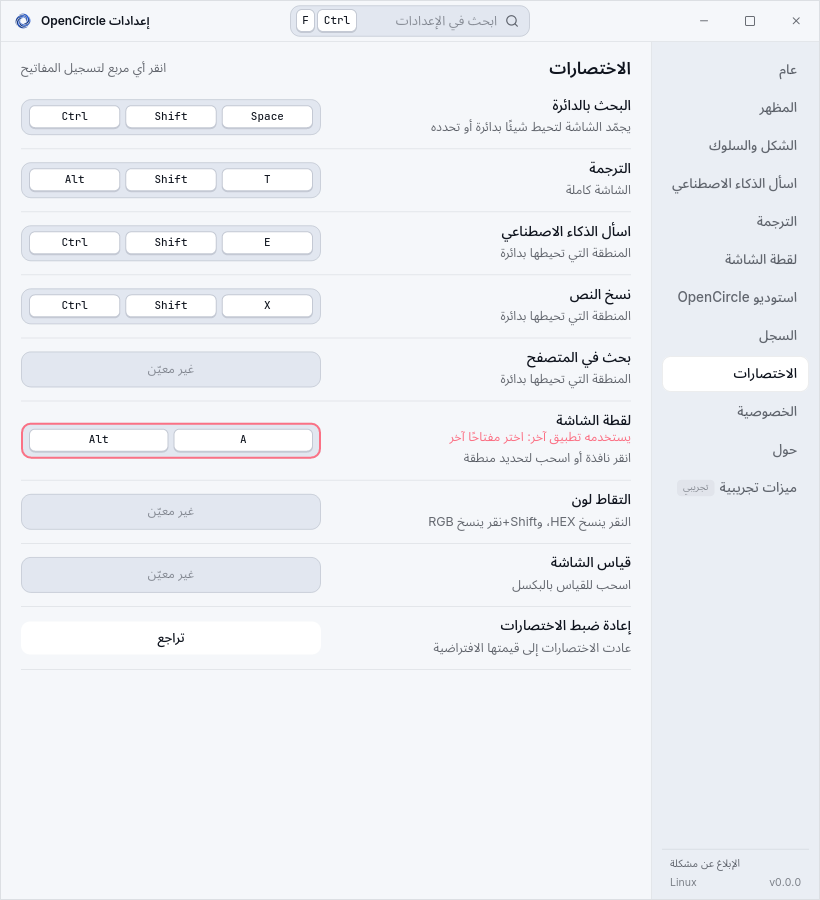 إعدادات OpenCircle
ابحث في الإعدادات
Ctrl F
عام
المظهر
الشكل والسلوك
اسأل الذكاء الاصطناعي
الترجمة
لقطة الشاشة
استوديو OpenCircle
السجل
الاختصارات
الخصوصية
حول
ميزات تجريبية تجريبي
الإبلاغ عن مشكلة
Linux v0.0.0
الاختصارات
انقر أي مربع لتسجيل المفاتيح
البحث بالدائرة
يجمّد الشاشة لتحيط شيئًا بدائرة أو تحدده
Ctrl Shift Space
الترجمة
الشاشة كاملة
Alt Shift T
اسأل الذكاء الاصطناعي
المنطقة التي تحيطها بدائرة
Ctrl Shift E
نسخ النص
المنطقة التي تحيطها بدائرة
Ctrl Shift X
بحث في المتصفح
المنطقة التي تحيطها بدائرة
غير معيّن
لقطة الشاشة
يستخدمه تطبيق آخر: اختر مفتاحًا آخر
انقر نافذة أو اسحب لتحديد منطقة
Alt A
التقاط لون
النقر ينسخ HEX، وShift+نقر ينسخ RGB
غير معيّن
قياس الشاشة
اسحب للقياس بالبكسل
غير معيّن
إعادة ضبط الاختصارات
عادت الاختصارات إلى قيمتها الافتراضية
تراجع